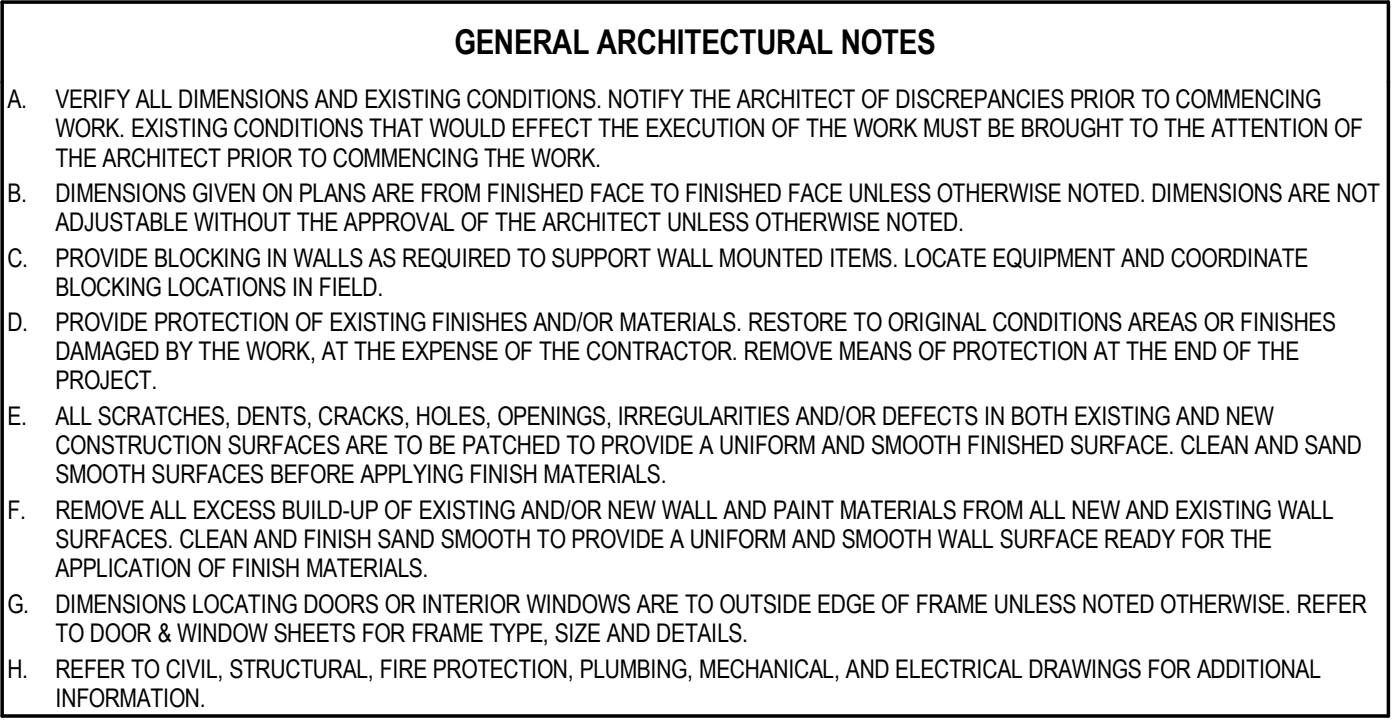 GENERAL ARCHITECTURAL NOTES
A. VERIFY ALL DIMENSIONS AND EXISTING CONDITIONS. NOTIFY THE ARCHITECT OF DISCREPANCIES PRIOR TO COMMENCING
WORK. EXISTING CONDITIONS THAT WOULD EFFECT THE EXECUTION OF THE WORK MUST BE BROUGHT TO THE ATTENTION OF
THE ARCHITECT PRIOR TO COMMENCING THE WORK.
B. DIMENSIONS GIVEN ON PLANS ARE FROM FINISHED FACE TO FINISHED FACE UNLESS OTHERWISE NOTED. DIMENSIONS ARE NOT
ADJUSTABLE WITHOUT THE APPROVAL OF THE ARCHITECT UNLESS OTHERWISE NOTED.
C. PROVIDE BLOCKING IN WALLS AS REQUIRED TO SUPPORT WALL MOUNTED ITEMS. LOCATE EQUIPMENT AND COORDINATE
BLOCKING LOCATIONS IN FIELD.
D. PROVIDE PROTECTION OF EXISTING FINISHES AND/OR MATERIALS. RESTORE TO ORIGINAL CONDITIONS AREAS OR FINISHES
DAMAGED BY THE WORK, AT THE EXPENSE OF THE CONTRACTOR. REMOVE MEANS OF PROTECTION AT THE END OF THE
PROJECT.
E. ALL SCRATCHES, DENTS, CRACKS, HOLES, OPENINGS, IRREGULARITIES AND/OR DEFECTS IN BOTH EXISTING AND NEW
CONSTRUCTION SURFACES ARE TO BE PATCHED TO PROVIDE A UNIFORM AND SMOOTH FINISHED SURFACE. CLEAN AND SAND
SMOOTH SURFACES BEFORE APPLYING FINISH MATERIALS.
F. REMOVE ALL EXCESS BUILD-UP OF EXISTING AND/OR NEW WALL AND PAINT MATERIALS FROM ALL NEW AND EXISTING WALL
SURFACES. CLEAN AND FINISH SAND SMOOTH TO PROVIDE A UNIFORM AND SMOOTH WALL SURFACE READY FOR THE
APPLICATION OF FINISH MATERIALS.
G. DIMENSIONS LOCATING DOORS OR INTERIOR WINDOWS ARE TO OUTSIDE EDGE OF FRAME UNLESS NOTED OTHERWISE. REFER
TO DOOR & WINDOW SHEETS FOR FRAME TYPE, SIZE AND DETAILS.
H. REFER TO CIVIL, STRUCTURAL, FIRE PROTECTION, PLUMBING, MECHANICAL, AND ELECTRICAL DRAWINGS FOR ADDITIONAL
INFORMATION.